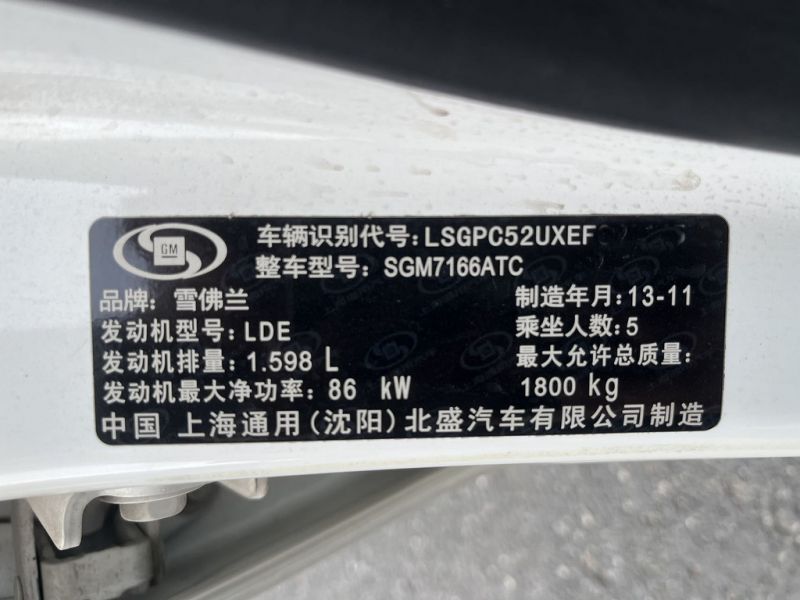 GM
车辆识别代号:LSGPC52UXEF
整车型号: SGM7166ATC
品牌: 雪佛兰 制造年月:13-11
发动机型号: LDE 乘坐人数:5
发动机排量: 1.598 L 最大允许总质量:
发动机最大净功率: 86 kW 1800 kg
中国 上海通用(沈阳)北盛汽车有限公司制造